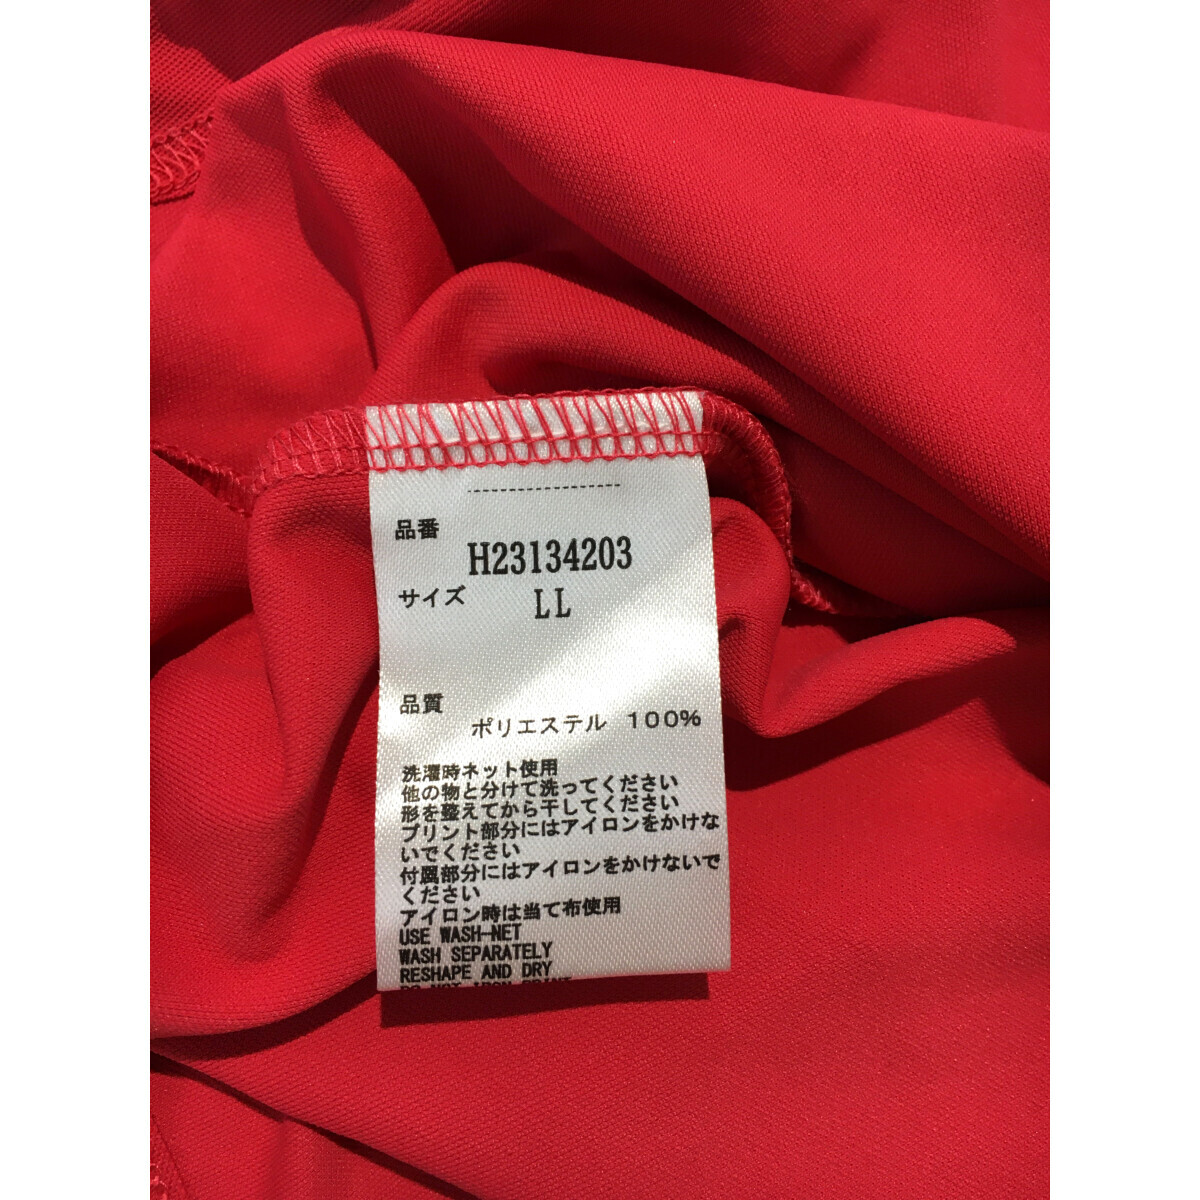 品番
H23134203
サイズ LL
品質
ポリエステル 100%
洗濯時ネット使用
他の物と分けて洗ってください
形を整えてから干してください
プリント部分にはアイロンをかけな
いでください
付属部分にはアイロンをかけないで
ください
アイロン時は当て布使用
USE WASH-NET
WASH SEPARATELY
RESHAPE AND DRY